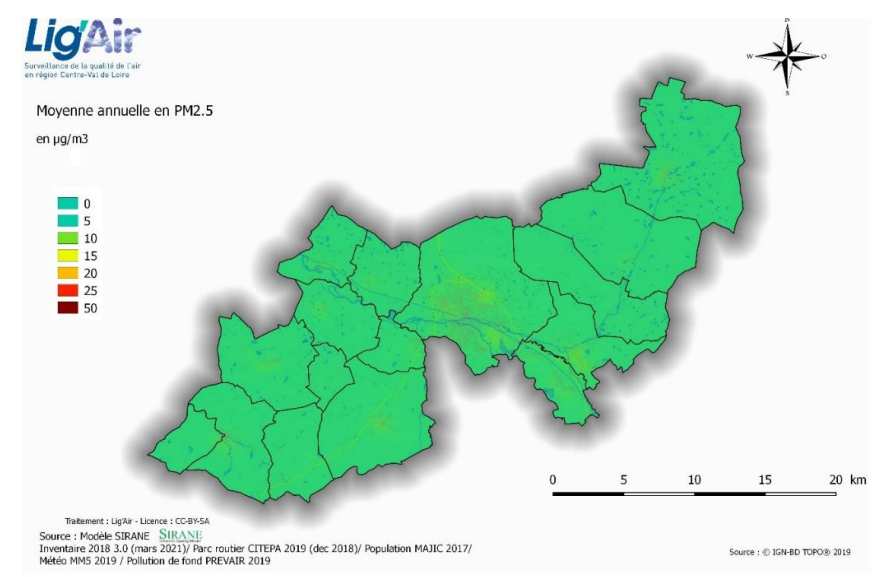 Lig'Air
Surveillance de la qualité de l'air
en région Centre-Val de Loire
N
W O
S
Moyenne annuelle en PM2.5
en µg/m3
0
5
10
15
20
25
50
0 5 10 15 20 km
Traitement : Lig'Air - Licence : CC-BY-SA
Source : Modèle SIRANE SIRANE
Inventaire 2018 3.0 (mars 2021)/ Parc routier CITEPA 2019 (dec 2018)/ Population MAJIC 2017/
Météo MM5 2019 / Pollution de fond PREVAIR 2019
Source : © IGN-BD TOPO® 2019